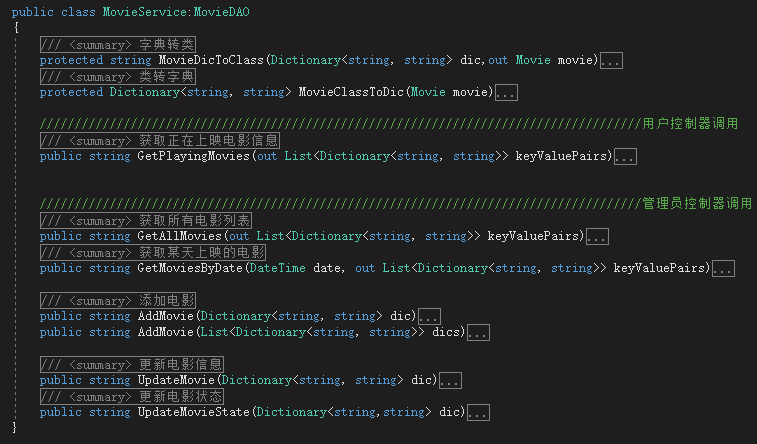 public class MovieService:MovieDAO
{
/// <summary> 字典转类
protected string MovieDicToClass(Dictionary<string, string> dic,out Movie movie)...
/// <summary> 类转字典
protected Dictionary<string, string> MovieClassToDic(Movie movie)...
//////////////////////////////////////////////////////////////////////////////////////用户控制器调用
/// <summary> 获取正在上映电影信息
public string GetPlayingMovies(out List<Dictionary<string, string>> keyValuePairs)...
//////////////////////////////////////////////////////////////////////////////////////管理员控制器调用
/// <summary> 获取所有电影列表
public string GetAllMovies(out List<Dictionary<string, string>> keyValuePairs)...
/// <summary> 获取某天上映的电影
public string GetMoviesByDate(DateTime date, out List<Dictionary<string, string>> keyValuePairs)...
/// <summary> 添加电影
public string AddMovie(Dictionary<string, string> dic)...
public string AddMovie(List<Dictionary<string, string>> dics)...
/// <summary> 更新电影信息
public string UpdateMovie(Dictionary<string, string> dic)...
/// <summary> 更新电影状态
public string UpdateMovieState(Dictionary<string,string> dic)...
}